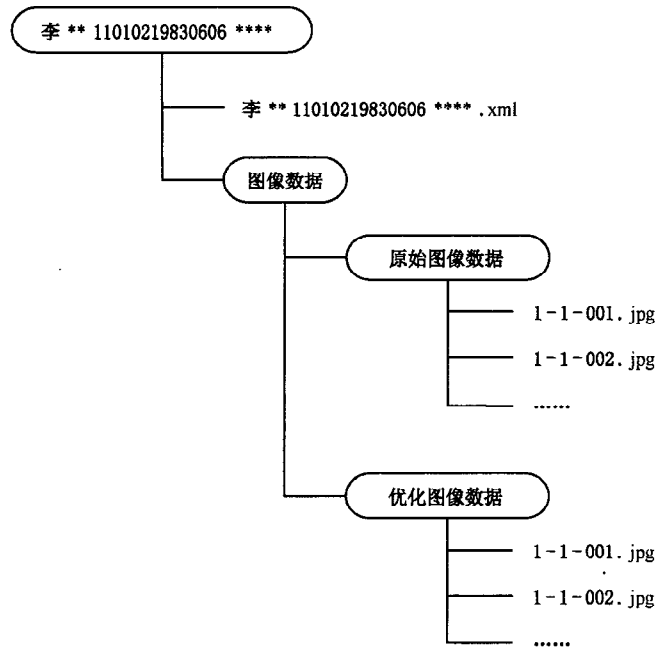 李 ** 11010219830606 ****
李 ** 11010219830606 **** .xml
图像数据
原始图像数据
1-1-001.jpg
1-1-002.jpg
……
优化图像数据
1-1-001.jpg
1-1-002.jpg
……